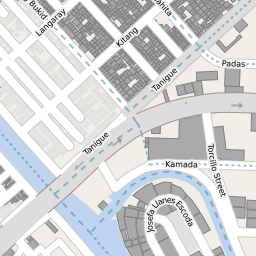 Bukid
Langaray
Kitang
Tanigue
Padas
Tanigue
Kamada
Torcillo Street
Josefa Llanes Escoda